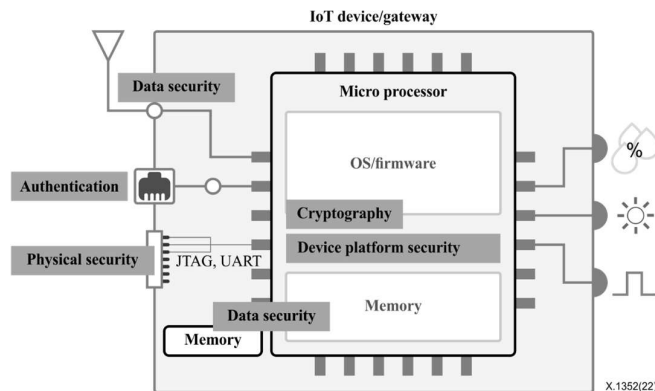 IoT device/gateway
Data security
Micro processor
OS/firmware
%
Authentication
Cryptography
Device platform security
Physical security
JTAG, UART
Data security
Memory
Memory
X.1352(22)